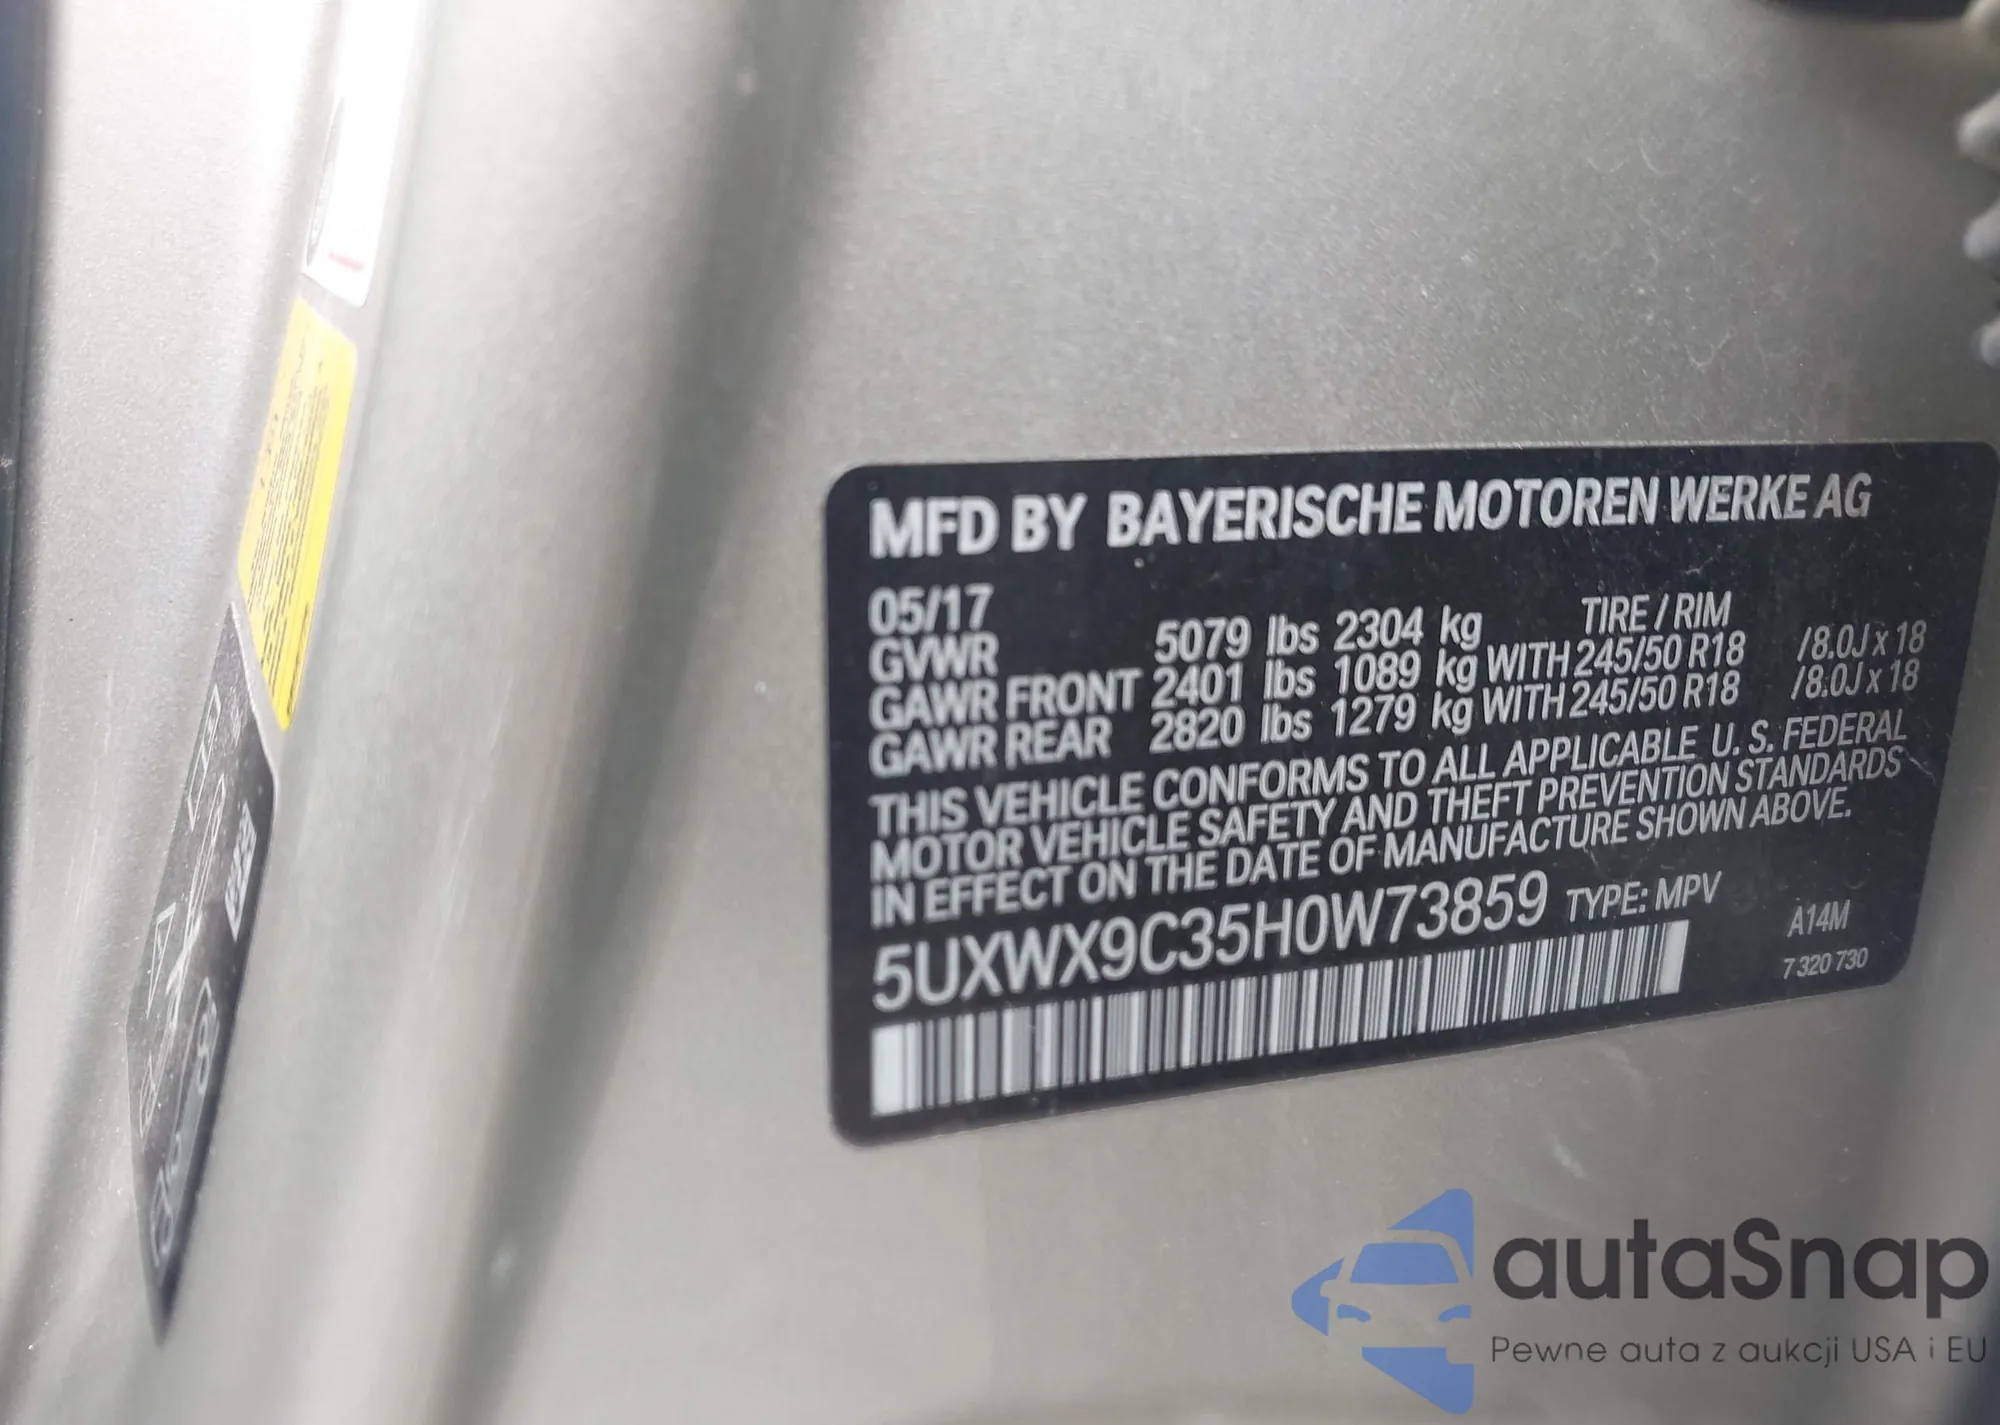 MFD BY BAYERISCHE MOTOREN WERKE AG
05/17 TIRE / RIM
GVWR 5079 lbs 2304 kg
GAWR FRONT 2401 lbs 1089 kg WITH 245/50 R18 /8.0J x 18
GAWR REAR 2820 lbs 1279 kg WITH 245/50 R18 /8.0J x 18
THIS VEHICLE CONFORMS TO ALL APPLICABLE U. S. FEDERAL
MOTOR VEHICLE SAFETY AND THEFT PREVENTION STANDARDS
IN EFFECT ON THE DATE OF MANUFACTURE SHOWN ABOVE.
5UXWX9C35H0W73859 TYPE: MPV
A14M
7 320 730
autaSnap
Pewne auta z aukcji USA i EU